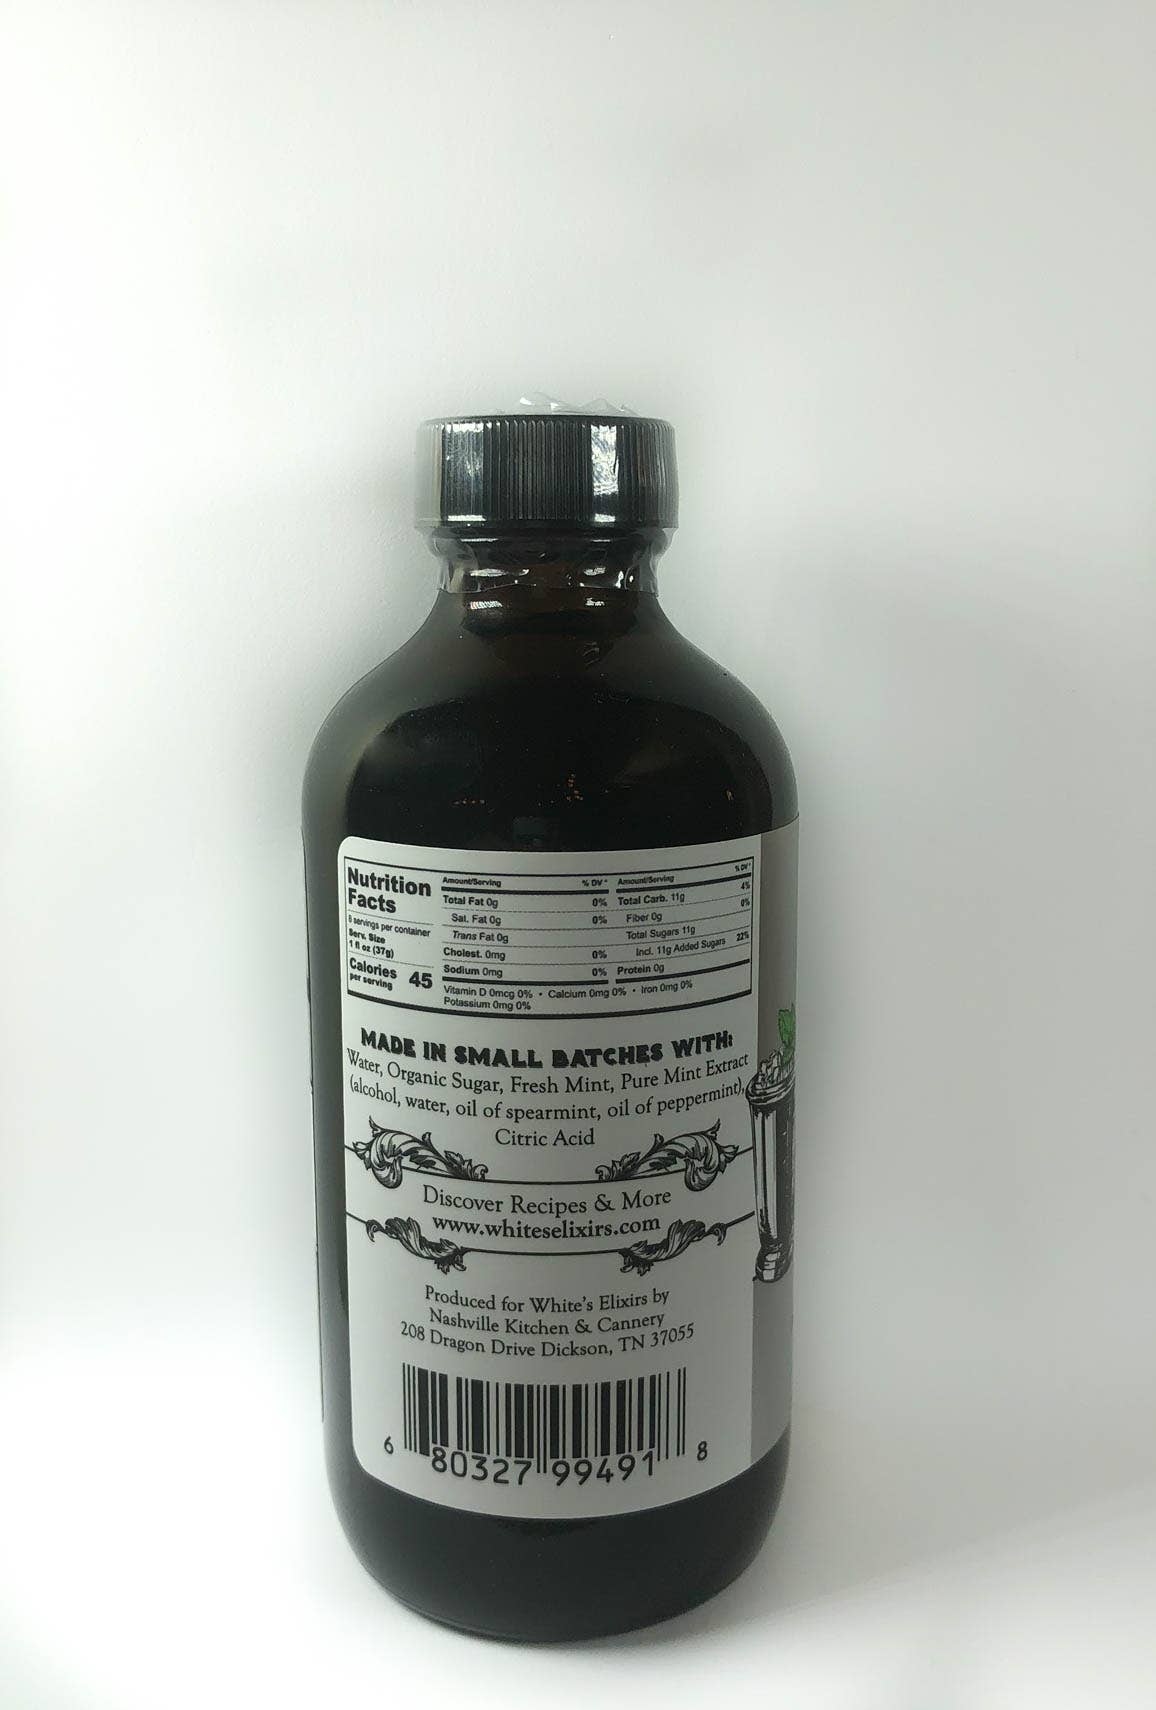 Nutrition
Facts
8 servings per container
Serv. Size
1 fl oz (37g)
Calories 45
per serving
Amount/Serving % DV*
Total Fat 0g 0%
Sat. Fat 0g 0%
Trans Fat 0g
Cholest. 0mg 0%
Sodium 0mg 0%
Amount/Serving % DV*
Total Carb. 11g 4%
Fiber 0g 0%
Total Sugars 11g
Incl. 11g Added Sugars 22%
Protein 0g
Vitamin D 0mcg 0% • Calcium 0mg 0% • Iron 0mg 0%
Potassium 0mg 0%
MADE IN SMALL BATCHES WITH:
Water, Organic Sugar, Fresh Mint, Pure Mint Extract
(alcohol, water, oil of spearmint, oil of peppermint),
Citric Acid
Discover Recipes & More
www.whiteselixirs.com
Produced for White's Elixirs by
Nashville Kitchen & Cannery
208 Dragon Drive Dickson, TN 37055
6 80327 99491 8